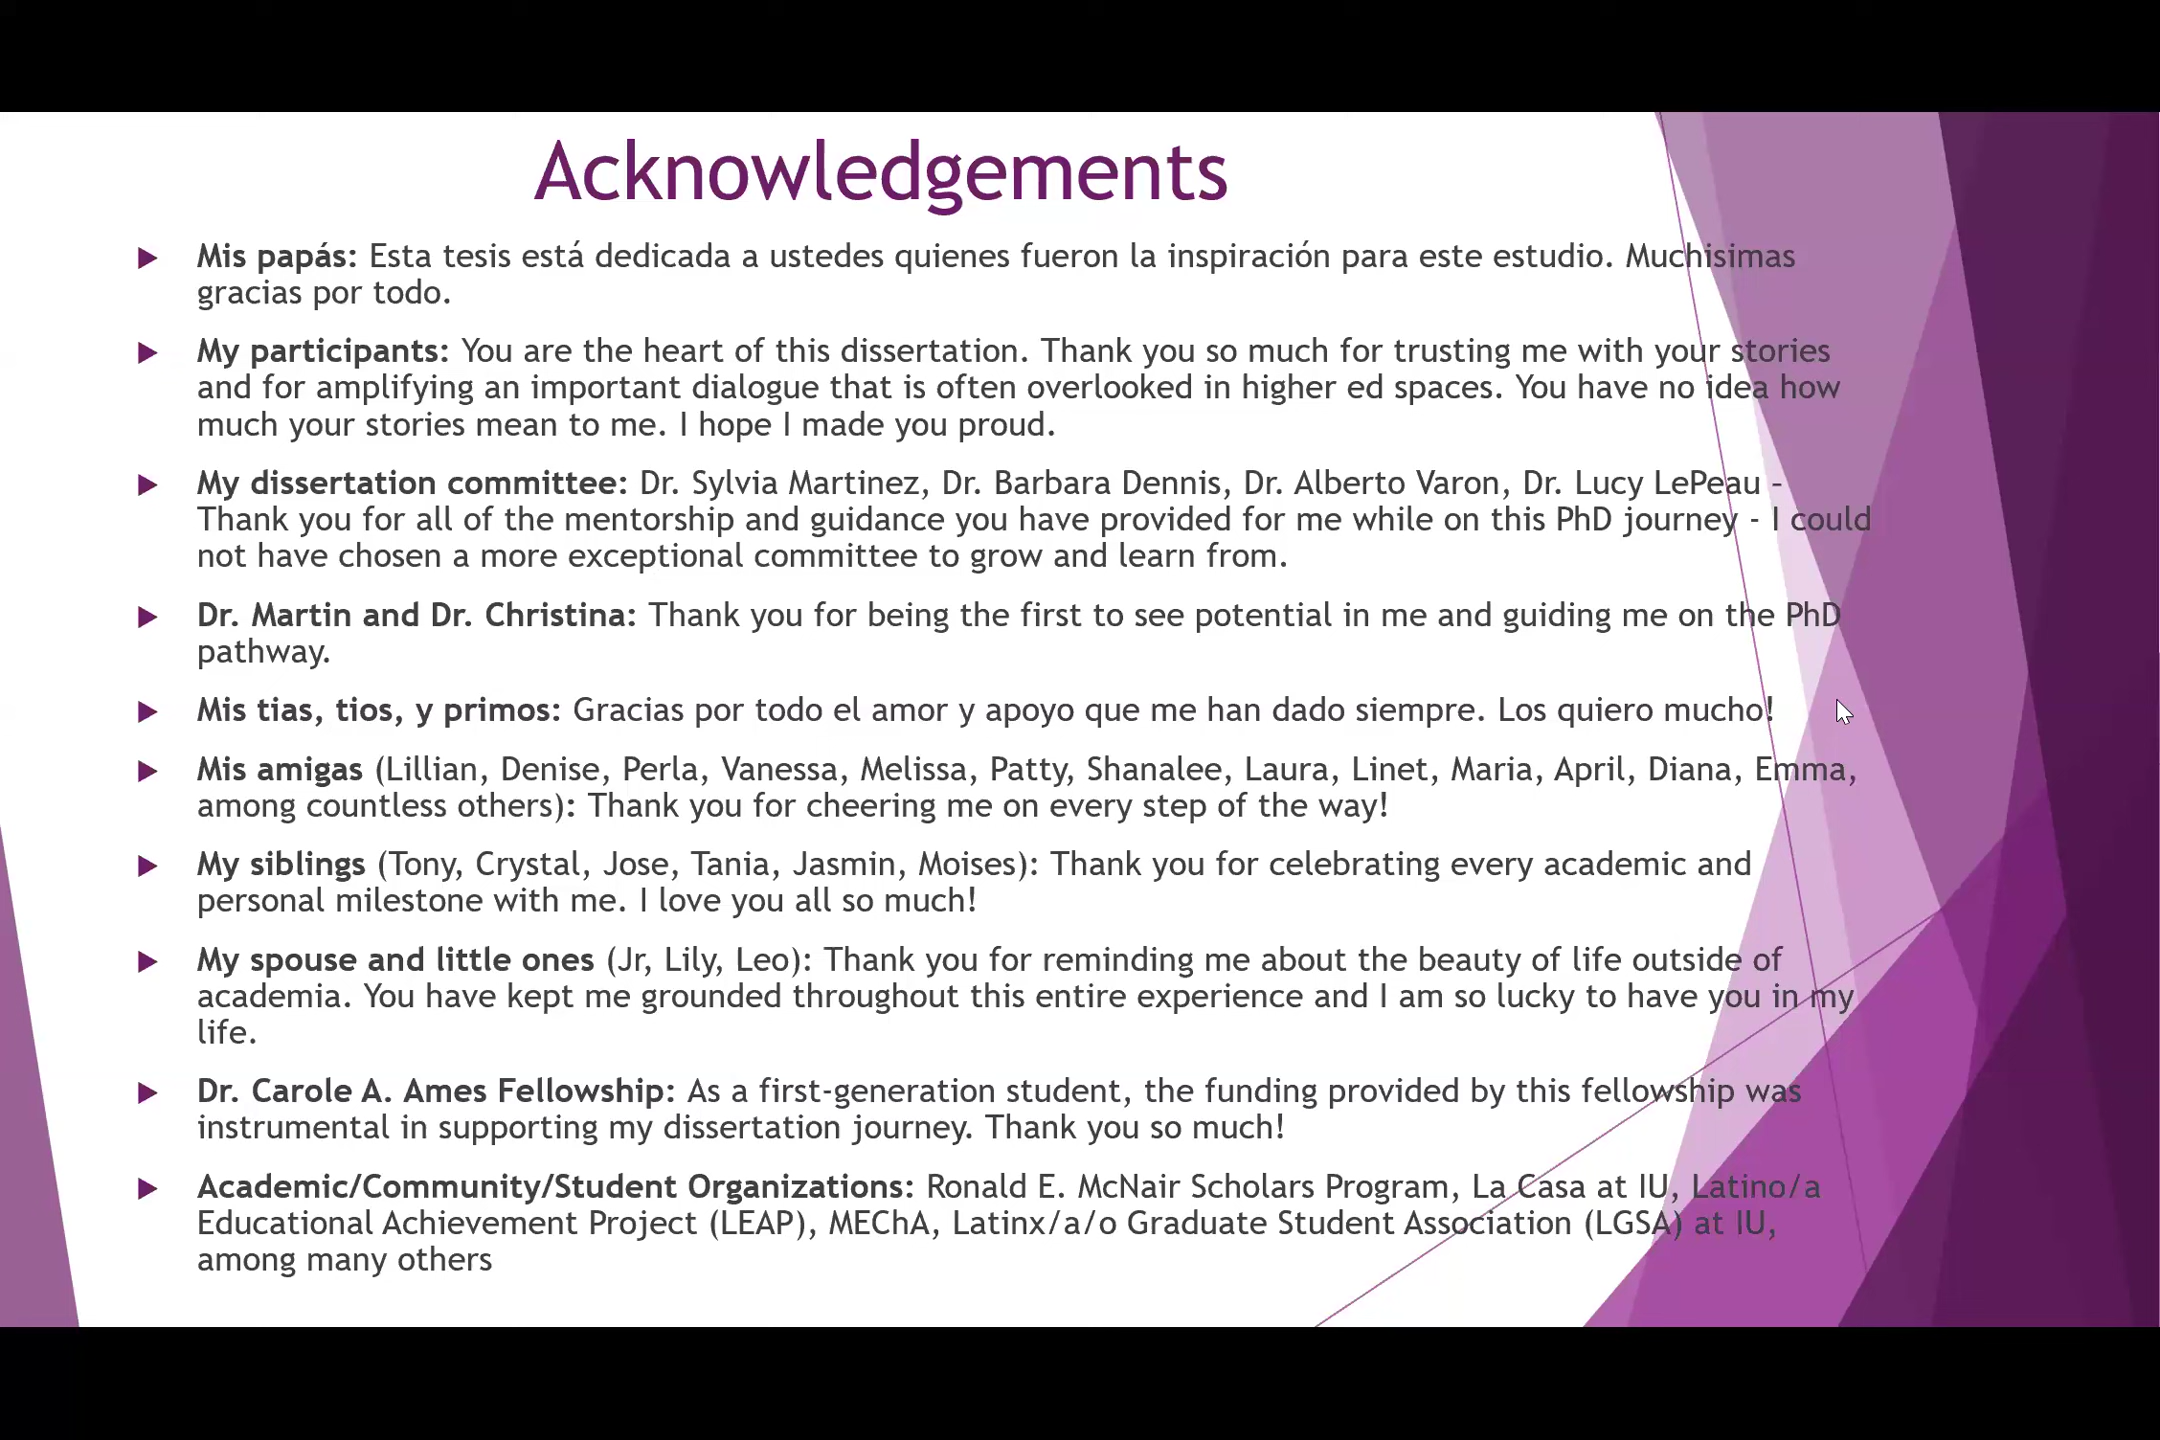 Acknowledgements
Mis papás: Esta tesis está dedicada a ustedes quienes fueron la inspiración para este estudio. Muchisimas
gracias por todo.
My participants: You are the heart of this dissertation. Thank you so much for trusting me with your stories
and for amplifying an important dialogue that is often overlooked in higher ed spaces. You have no idea how
much your stories mean to me. I hope I made you proud.
My dissertation committee: Dr. Sylvia Martinez, Dr. Barbara Dennis, Dr. Alberto Varon, Dr. Lucy LePeau –
Thank you for all of the mentorship and guidance you have provided for me while on this PhD journey - I could
not have chosen a more exceptional committee to grow and learn from.
Dr. Martin and Dr. Christina: Thank you for being the first to see potential in me and guiding me on the PhD
pathway.
Mis tias, tios, y primos: Gracias por todo el amor y apoyo que me han dado siempre. Los quiero mucho!
Mis amigas (Lillian, Denise, Perla, Vanessa, Melissa, Patty, Shanalee, Laura, Linet, Maria, April, Diana, Emma,
among countless others): Thank you for cheering me on every step of the way!
My siblings (Tony, Crystal, Jose, Tania, Jasmin, Moises): Thank you for celebrating every academic and
personal milestone with me. I love you all so much!
My spouse and little ones (Jr, Lily, Leo): Thank you for reminding me about the beauty of life outside of
academia. You have kept me grounded throughout this entire experience and I am so lucky to have you in my
life.
Dr. Carole A. Ames Fellowship: As a first-generation student, the funding provided by this fellowship was
instrumental in supporting my dissertation journey. Thank you so much!
Academic/Community/Student Organizations: Ronald E. McNair Scholars Program, La Casa at IU, Latino/a
Educational Achievement Project (LEAP), MEChA, Latinx/a/o Graduate Student Association (LGSA) at IU,
among many others